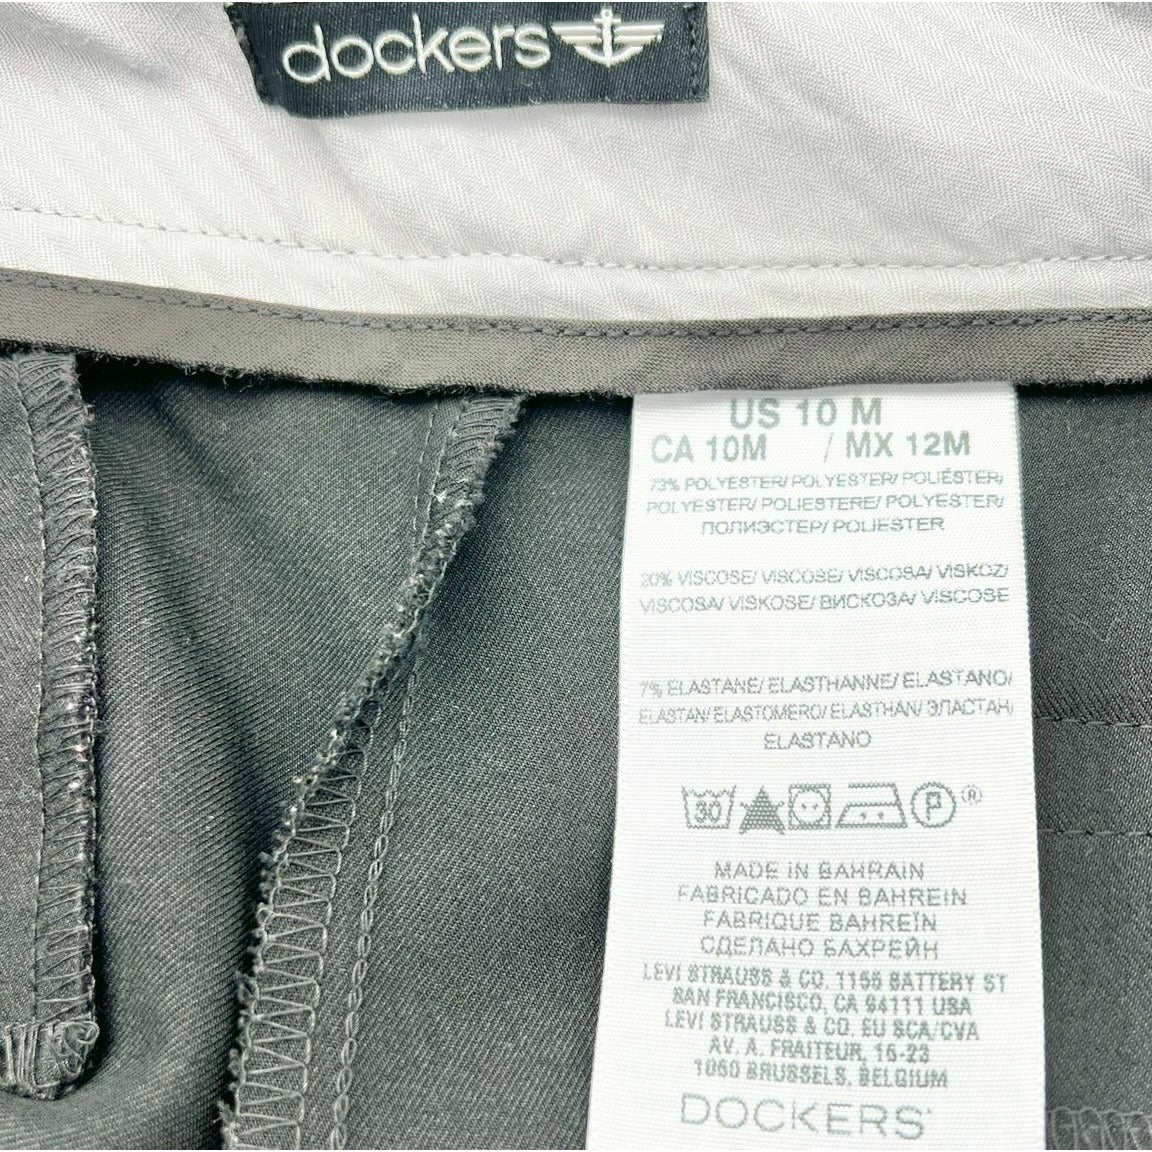 dockers
US 10 M
CA 10M / MX 12M
73% POLYESTER/ POLYESTER/ POLIÉSTER/
POLYESTER/ POLIESTERE/ POLYESTER/
ПОЛИЭСТЕР/ POLIESTER
20% VISCOSE/ VISCOSE/ VISCOSA/ VISKOZ/
VISCOSA/ VISKOSE/ ВИСКОЗА/ VISCOSE
7% ELASTANE/ ELASTHANNE/ ELASTANO/
ELASTAN/ ELASTOMERO/ ELASTHAN/ ЭЛАСТАН/
ELASTANO
30 P ®
MADE IN BAHRAIN
FABRICADO EN BAHREIN
FABRIQUE BAHREÏN
СДЕЛАНО БАХРЕЙН
LEVI STRAUSS & CO. 1155 BATTERY ST
SAN FRANCISCO, CA 94111 USA
LEVI STRAUSS & CO. EU SCA/CVA
AV. A. FRAITEUR, 15-23
1050 BRUSSELS, BELGIUM
DOCKERS®